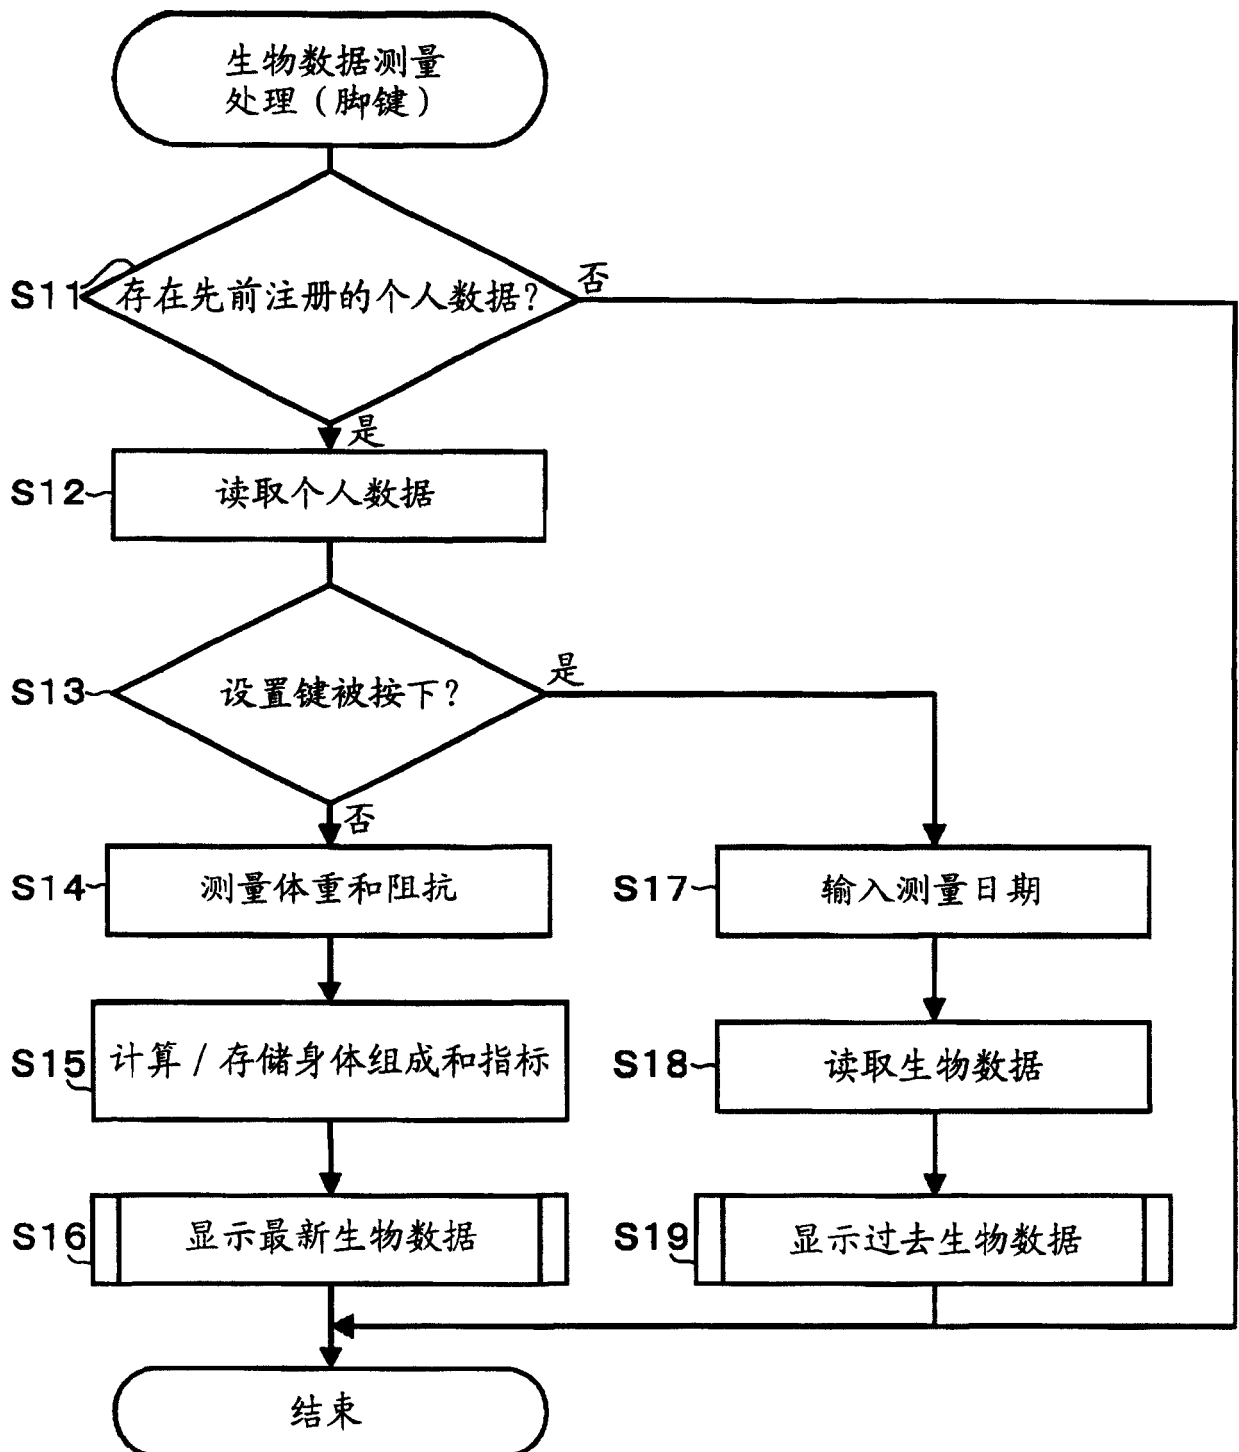 生物数据测量
处理（脚键）
S11
存在先前注册的个人数据？
否
是
S12
读取个人数据
S13
设置键被按下？
是
否
S14
测量体重和阻抗
S17
输入测量日期
S15
计算/存储身体组成和指标
S18
读取生物数据
S16
显示最新生物数据
S19
显示过去生物数据
结束